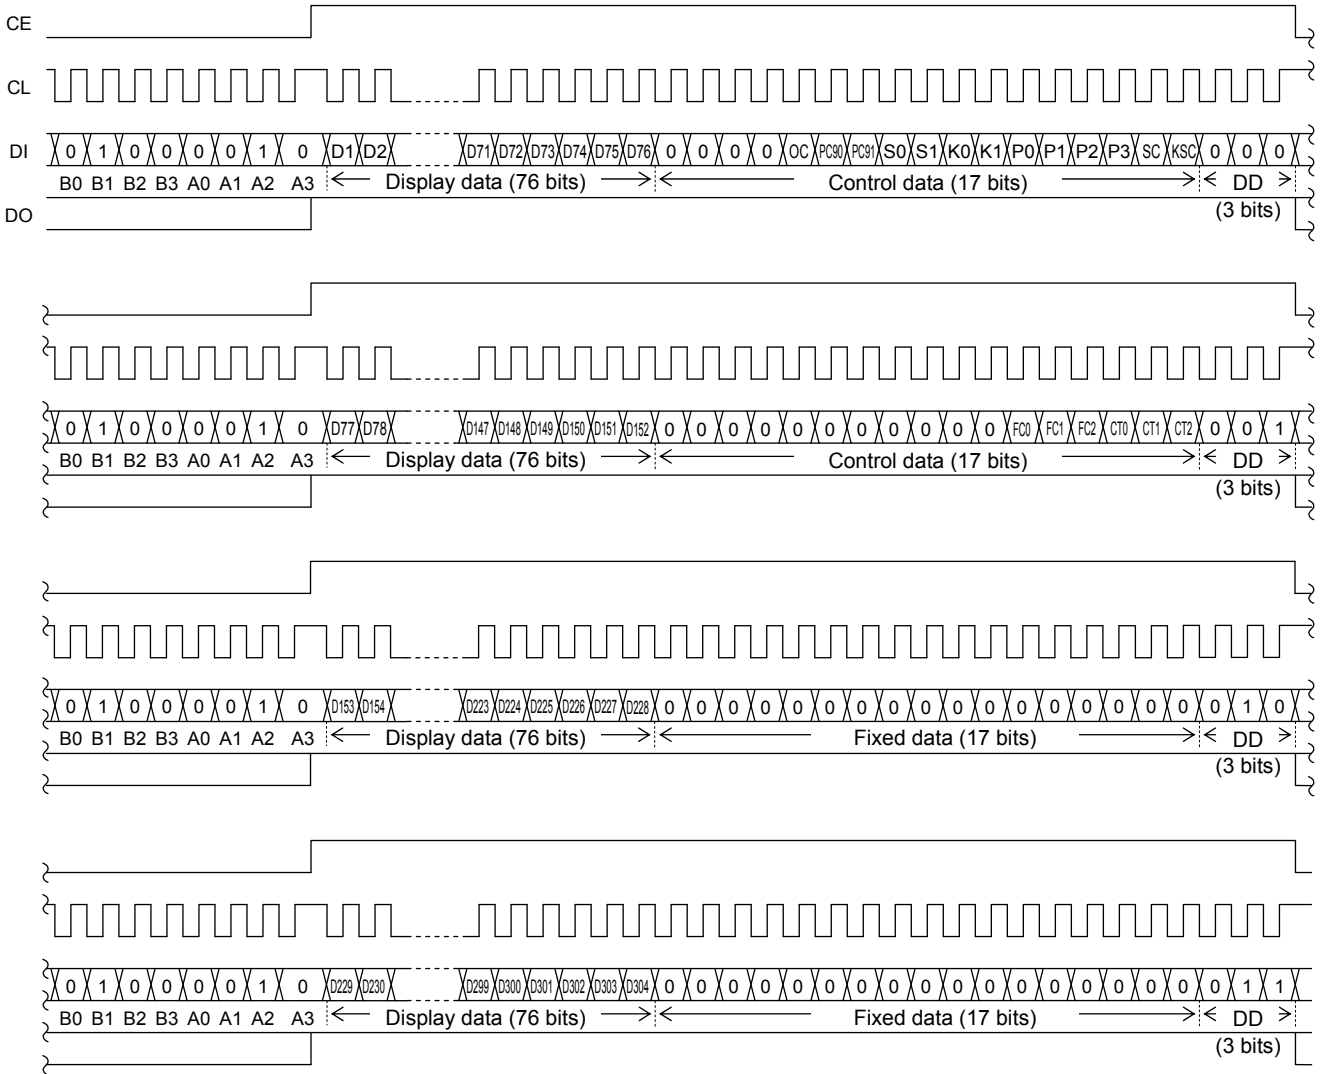 CE
CL
DI 0 1 0 0 0 0 1 0 D1 D2 D71 D72 D73 D74 D75 D76 0 0 0 0 OC PC90 PC91 S0 S1 K0 K1 P0 P1 P2 P3 SC KSC 0 0 0
B0 B1 B2 B3 A0 A1 A2 A3 Display data (76 bits) Control data (17 bits) DD
DO (3 bits)
0 1 0 0 0 0 1 0 D77 D78 D147 D148 D149 D150 D151 D152 0 0 0 0 0 0 0 0 0 0 0 FC0 FC1 FC2 CT0 CT1 CT2 0 0 1
B0 B1 B2 B3 A0 A1 A2 A3 Display data (76 bits) Control data (17 bits) DD
(3 bits)
0 1 0 0 0 0 1 0 D153 D154 D223 D224 D225 D226 D227 D228 0 0 0 0 0 0 0 0 0 0 0 0 0 0 0 0 0 0 1 0
B0 B1 B2 B3 A0 A1 A2 A3 Display data (76 bits) Fixed data (17 bits) DD
(3 bits)
0 1 0 0 0 0 1 0 D229 D230 D299 D300 D301 D302 D303 D304 0 0 0 0 0 0 0 0 0 0 0 0 0 0 0 0 0 0 1 1
B0 B1 B2 B3 A0 A1 A2 A3 Display data (76 bits) Fixed data (17 bits) DD
(3 bits)